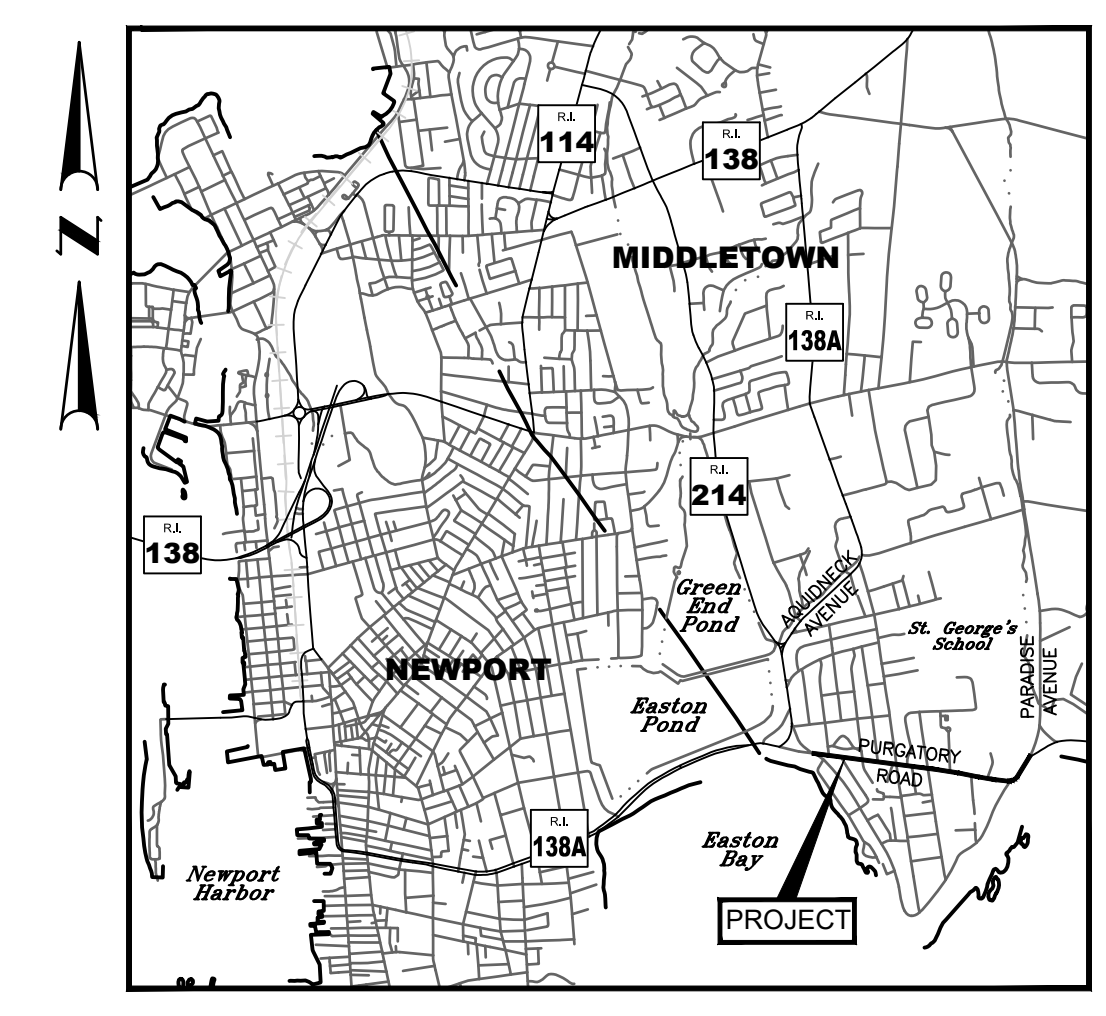 R.I.
114
R.I.
138
MIDDLETOWN
N
R.I.
138A
R.I.
214
R.I.
138
AQUIDNECK
AVENUE
Green
End
Pond
St. George's
School
PARADISE
AVENUE
NEWPORT
Easton
Pond
PURGATORY
ROAD
R.I.
138A
Easton
Bay
Newport
Harbor
PROJECT